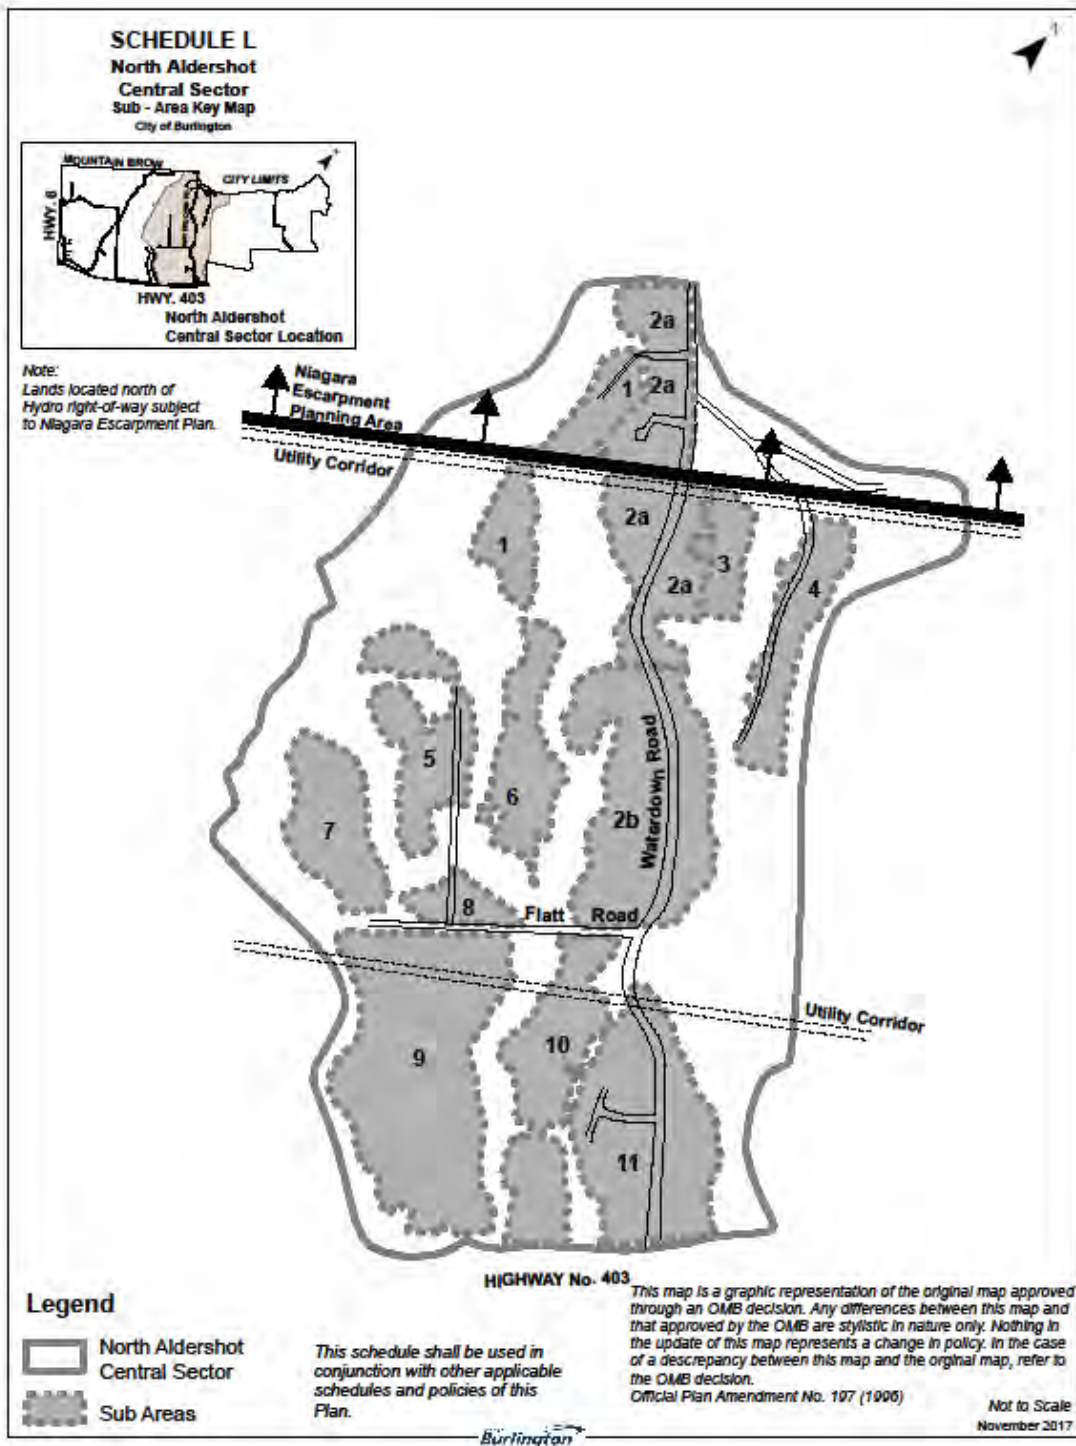 SCHEDULE L
North Aldershot
Central Sector
Sub - Area Key Map
City of Burlington
MOUNTAIN BROW
CITY LIMITS
HWY. 6
HWY. 403
North Aldershot
Central Sector Location
Note:
Lands located north of
Hydro right-of-way subject
to Niagara Escarpment Plan.
Niagara
Escarpment
Planning Area
Utility Corridor
2a
1
2a
2a
1
3
2a
4
5
6
7
2b
Waterdown Road
8
Flatt Road
Utility Corridor
9
10
11
HIGHWAY No. 403
Legend
North Aldershot
Central Sector
Sub Areas
This schedule shall be used in
conjunction with other applicable
schedules and policies of this
Plan.
This map is a graphic representation of the original map approved
through an OMB decision. Any differences between this map and
that approved by the OMB are stylistic in nature only. Nothing in
the update of this map represents a change in policy. In the case
of a descrepancy between this map and the orginal map, refer to
the OMB decision.
Official Plan Amendment No. 197 (1996)
Not to Scale
November 2017
Burlington